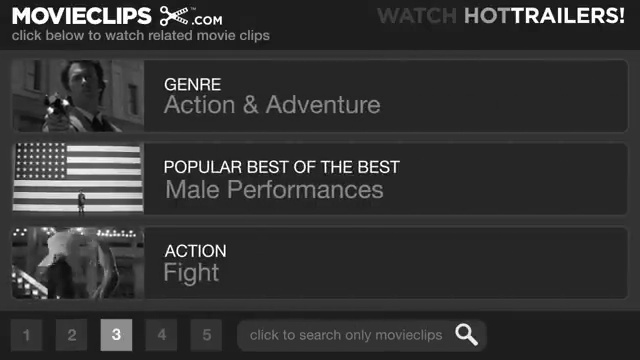 MOVIECLIPS .COM
WATCH HOTTRAILERS!
click below to watch related movie clips
GENRE
Action & Adventure
POPULAR BEST OF THE BEST
Male Performances
ACTION
Fight
1 2 3 4 5 click to search only movieclips